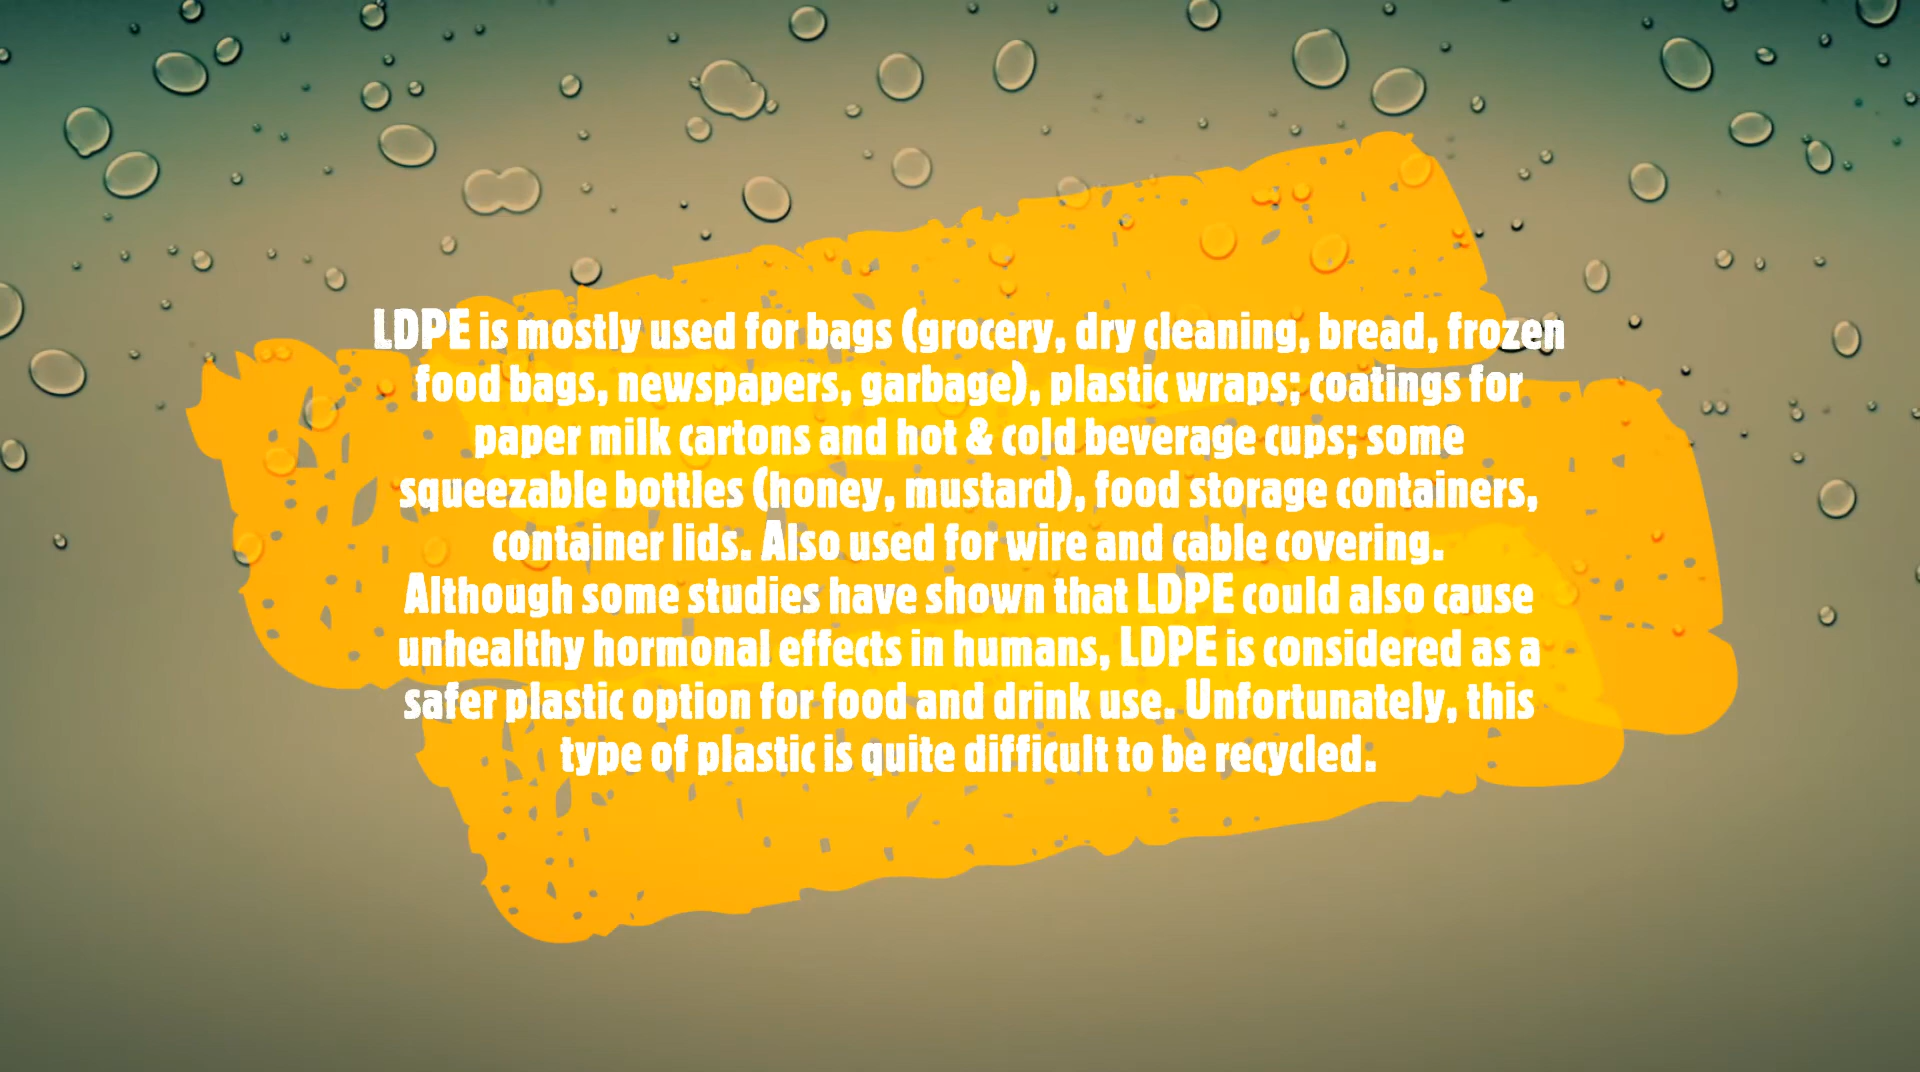 LDPE is mostly used for bags (grocery, dry cleaning, bread, frozen
food bags, newspapers, garbage), plastic wraps; coatings for
paper milk cartons and hot & cold beverage cups; some
squeezable bottles (honey, mustard), food storage containers,
container lids. Also used for wire and cable covering.
Although some studies have shown that LDPE could also cause
unhealthy hormonal effects in humans, LDPE is considered as a
safer plastic option for food and drink use. Unfortunately, this
type of plastic is quite difficult to be recycled.